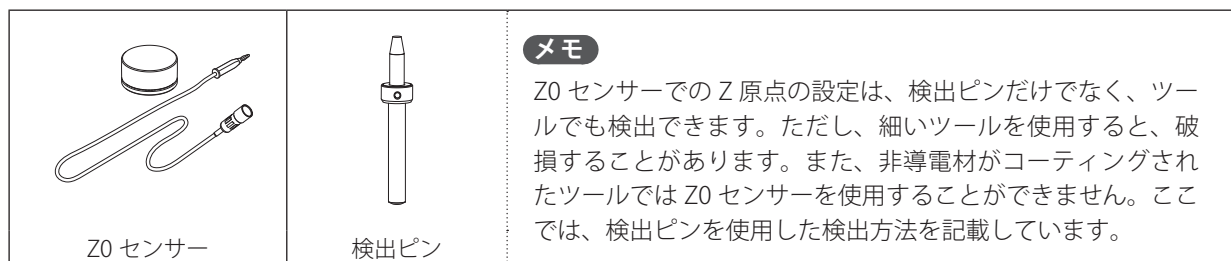 Z0 センサー
検出ピン
メモ
Z0 センサーでの Z 原点の設定は、検出ピンだけでなく、ツー
ルでも検出できます。ただし、細いツールを使用すると、破
損することがあります。また、非導電材がコーティングされ
たツールでは Z0 センサーを使用することができません。ここ
では、検出ピンを使用した検出方法を記載しています。